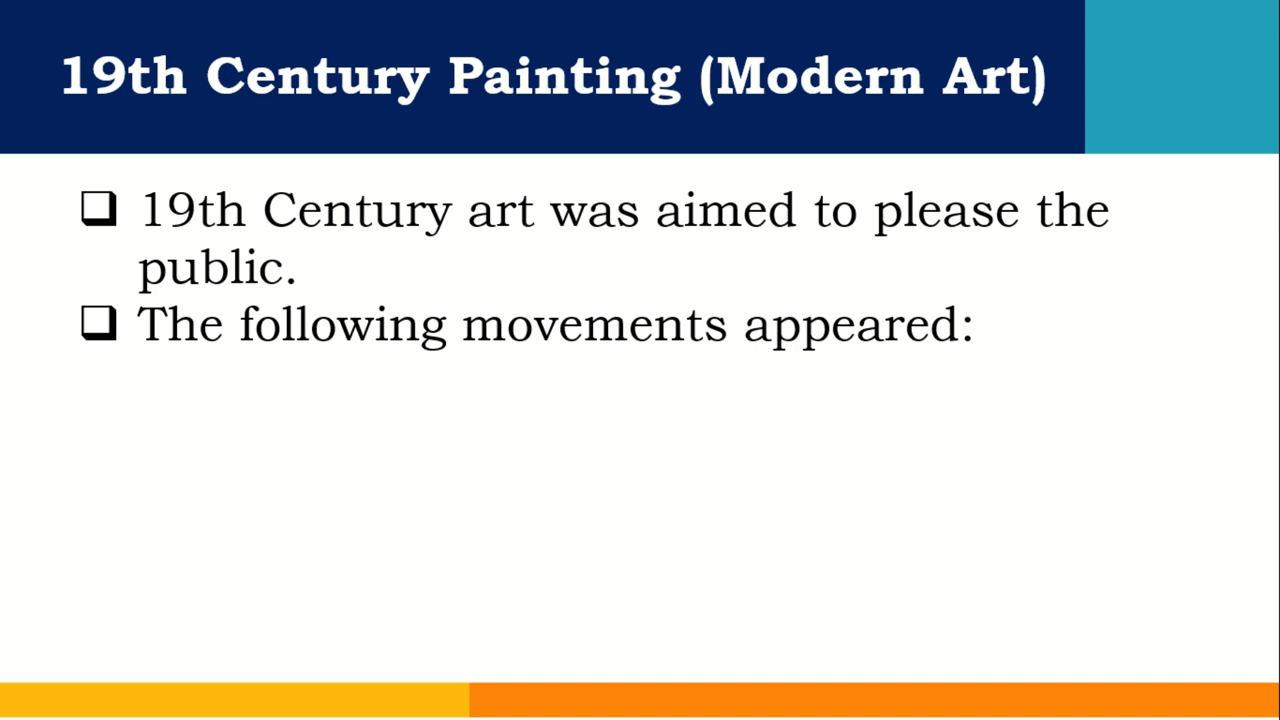 19th Century Painting (Modern Art)
❑ 19th Century art was aimed to please the
public.
❑ The following movements appeared: